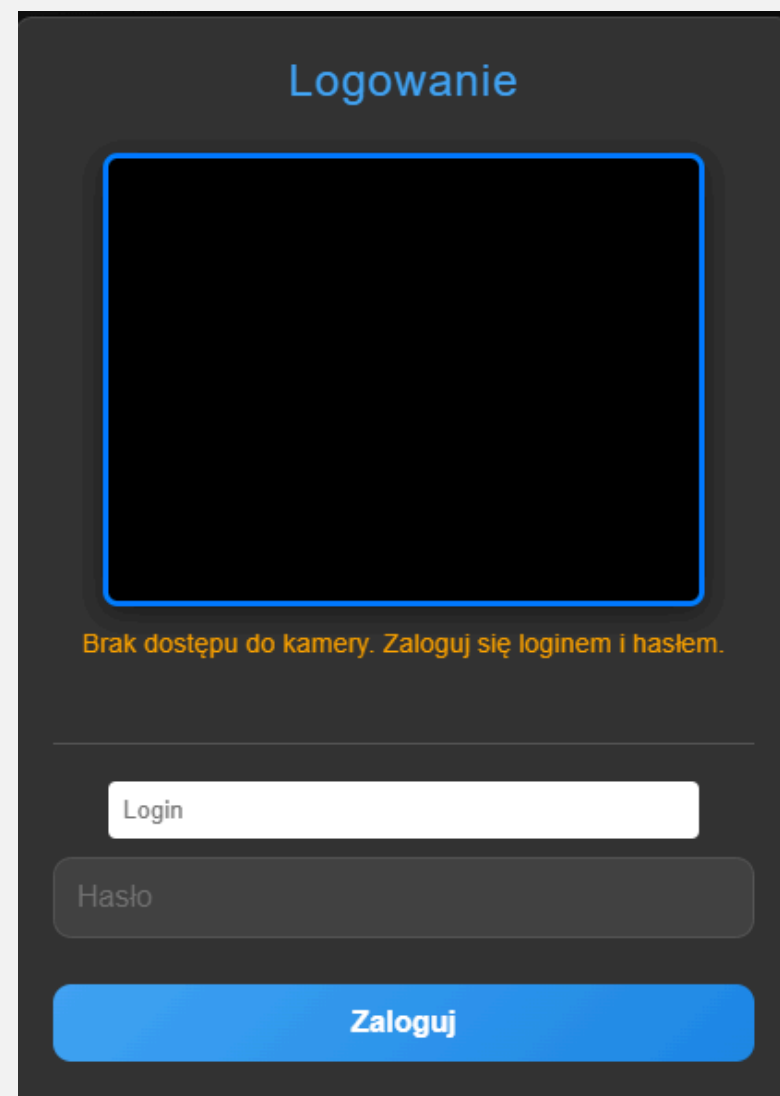 Logowanie
Brak dostępu do kamery. Zaloguj się loginem i hasłem.
Login
Hasło
Zaloguj